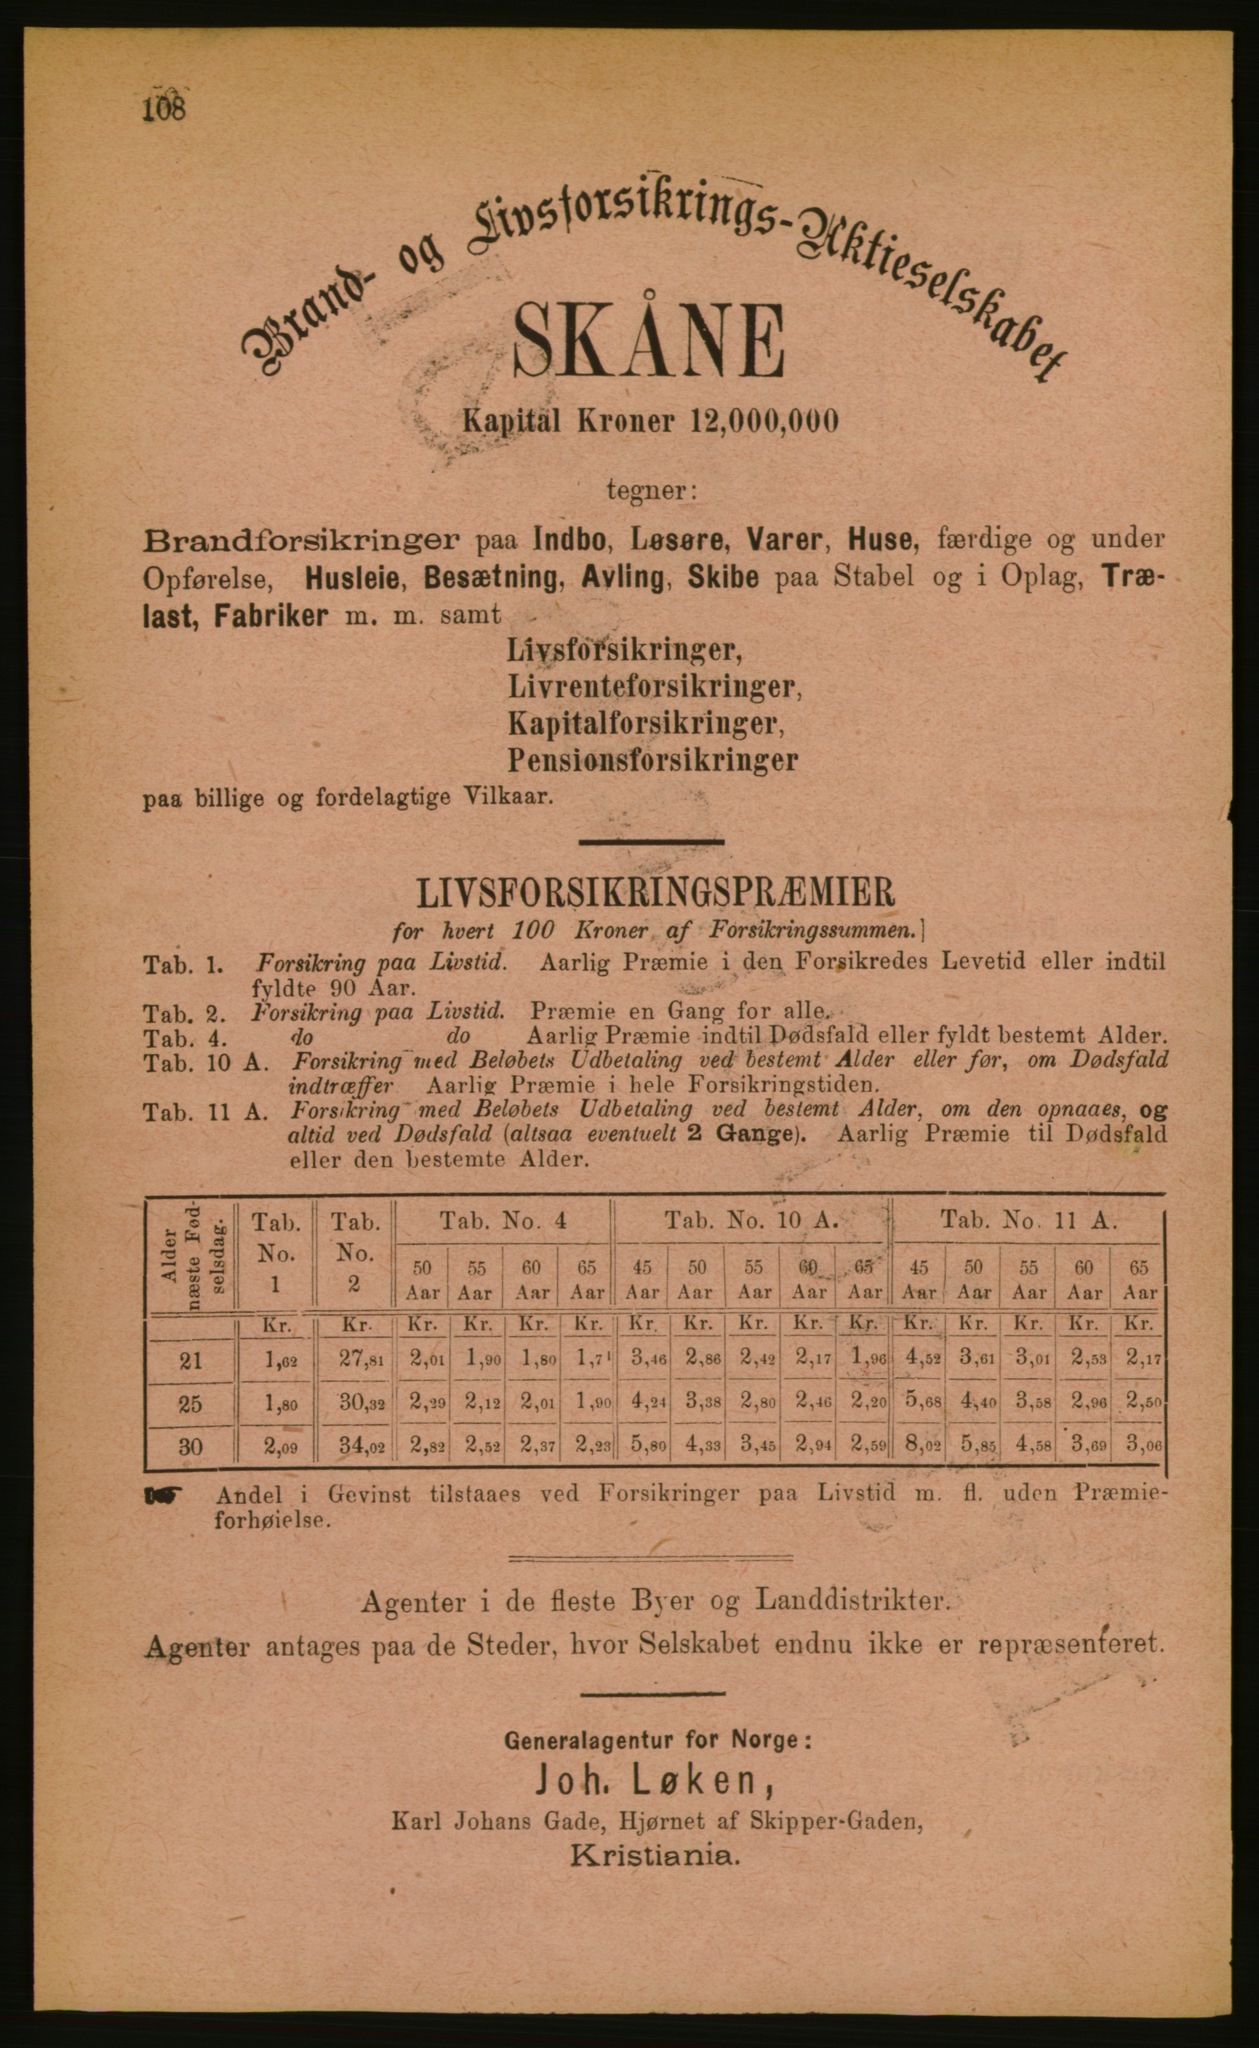 108
Brand- og Livsforsikrings-Aktieselskabet
SKÅNE
Kapital Kroner 12,000,000
tegner:
Brandforsikringer paa Indbo, Løsøre, Varer, Huse, færdige og under
Opførelse, Husleie, Besætning, Avling, Skibe paa Stabel og i Oplag, Træ-
last, Fabriker m. m. samt
Livsforsikringer,
Livrenteforsikringer,
Kapitalforsikringer,
Pensionsforsikringer
paa billige og fordelagtige Vilkaar.
LIVSFORSIKRINGSPRÆMIER
for hvert 100 Kroner af Forsikringssummen.]
Tab. 1. Forsikring paa Livstid. Aarlig Præmie i den Forsikredes Levetid eller indtil
fyldte 90 Aar.
Tab. 2. Forsikring paa Livstid. Præmie en Gang for alle.
Tab. 4. do do Aarlig Præmie indtil Dødsfald eller fyldt bestemt Alder.
Tab. 10 A. Forsikring med Beløbets Udbetaling ved bestemt Alder eller før, om Dødsfald
indtræffer Aarlig Præmie i hele Forsikringstiden.
Tab. 11 A. Forsikring med Beløbets Udbetaling ved bestemt Alder, om den opnaaes, og
altid ved Dødsfald (altsaa eventuelt 2 Gange). Aarlig Præmie til Dødsfald
eller den bestemte Alder.
Alder næste Fød-selsdag. Tab. No. 1 Tab. No. 2 Tab. No. 4 Tab. No. 10 A. Tab. No. 11 A.
50 55 60 65 45 50 55 60 65 45 50 55 60 65
Aar Aar Aar Aar Aar Aar Aar Aar Aar Aar Aar Aar Aar Aar
Kr. Kr. Kr. Kr. Kr. Kr. Kr. Kr. Kr. Kr. Kr. Kr. Kr. Kr. Kr. Kr.
21 1,62 27,81 2,01 1,90 1,80 1,71 3,46 2,86 2,42 2,17 1,96 4,52 3,61 3,01 2,53 2,17
25 1,80 30,32 2,29 2,12 2,01 1,90 4,24 3,38 2,80 2,46 2,20 5,68 4,40 3,58 2,96 2,50
30 2,09 34,02 2,82 2,52 2,37 2,23 5,80 4,33 3,45 2,94 2,59 8,02 5,85 4,58 3,69 3,06
Andel i Gevinst tilstaaes ved Forsikringer paa Livstid m. fl. uden Præmie-
forhøielse.
Agenter i de fleste Byer og Landdistrikter.
Agenter antages paa de Steder, hvor Selskabet endnu ikke er repræsenteret.
Generalagentur for Norge:
Joh. Løken,
Karl Johans Gade, Hjørnet af Skipper-Gaden,
Kristiania.